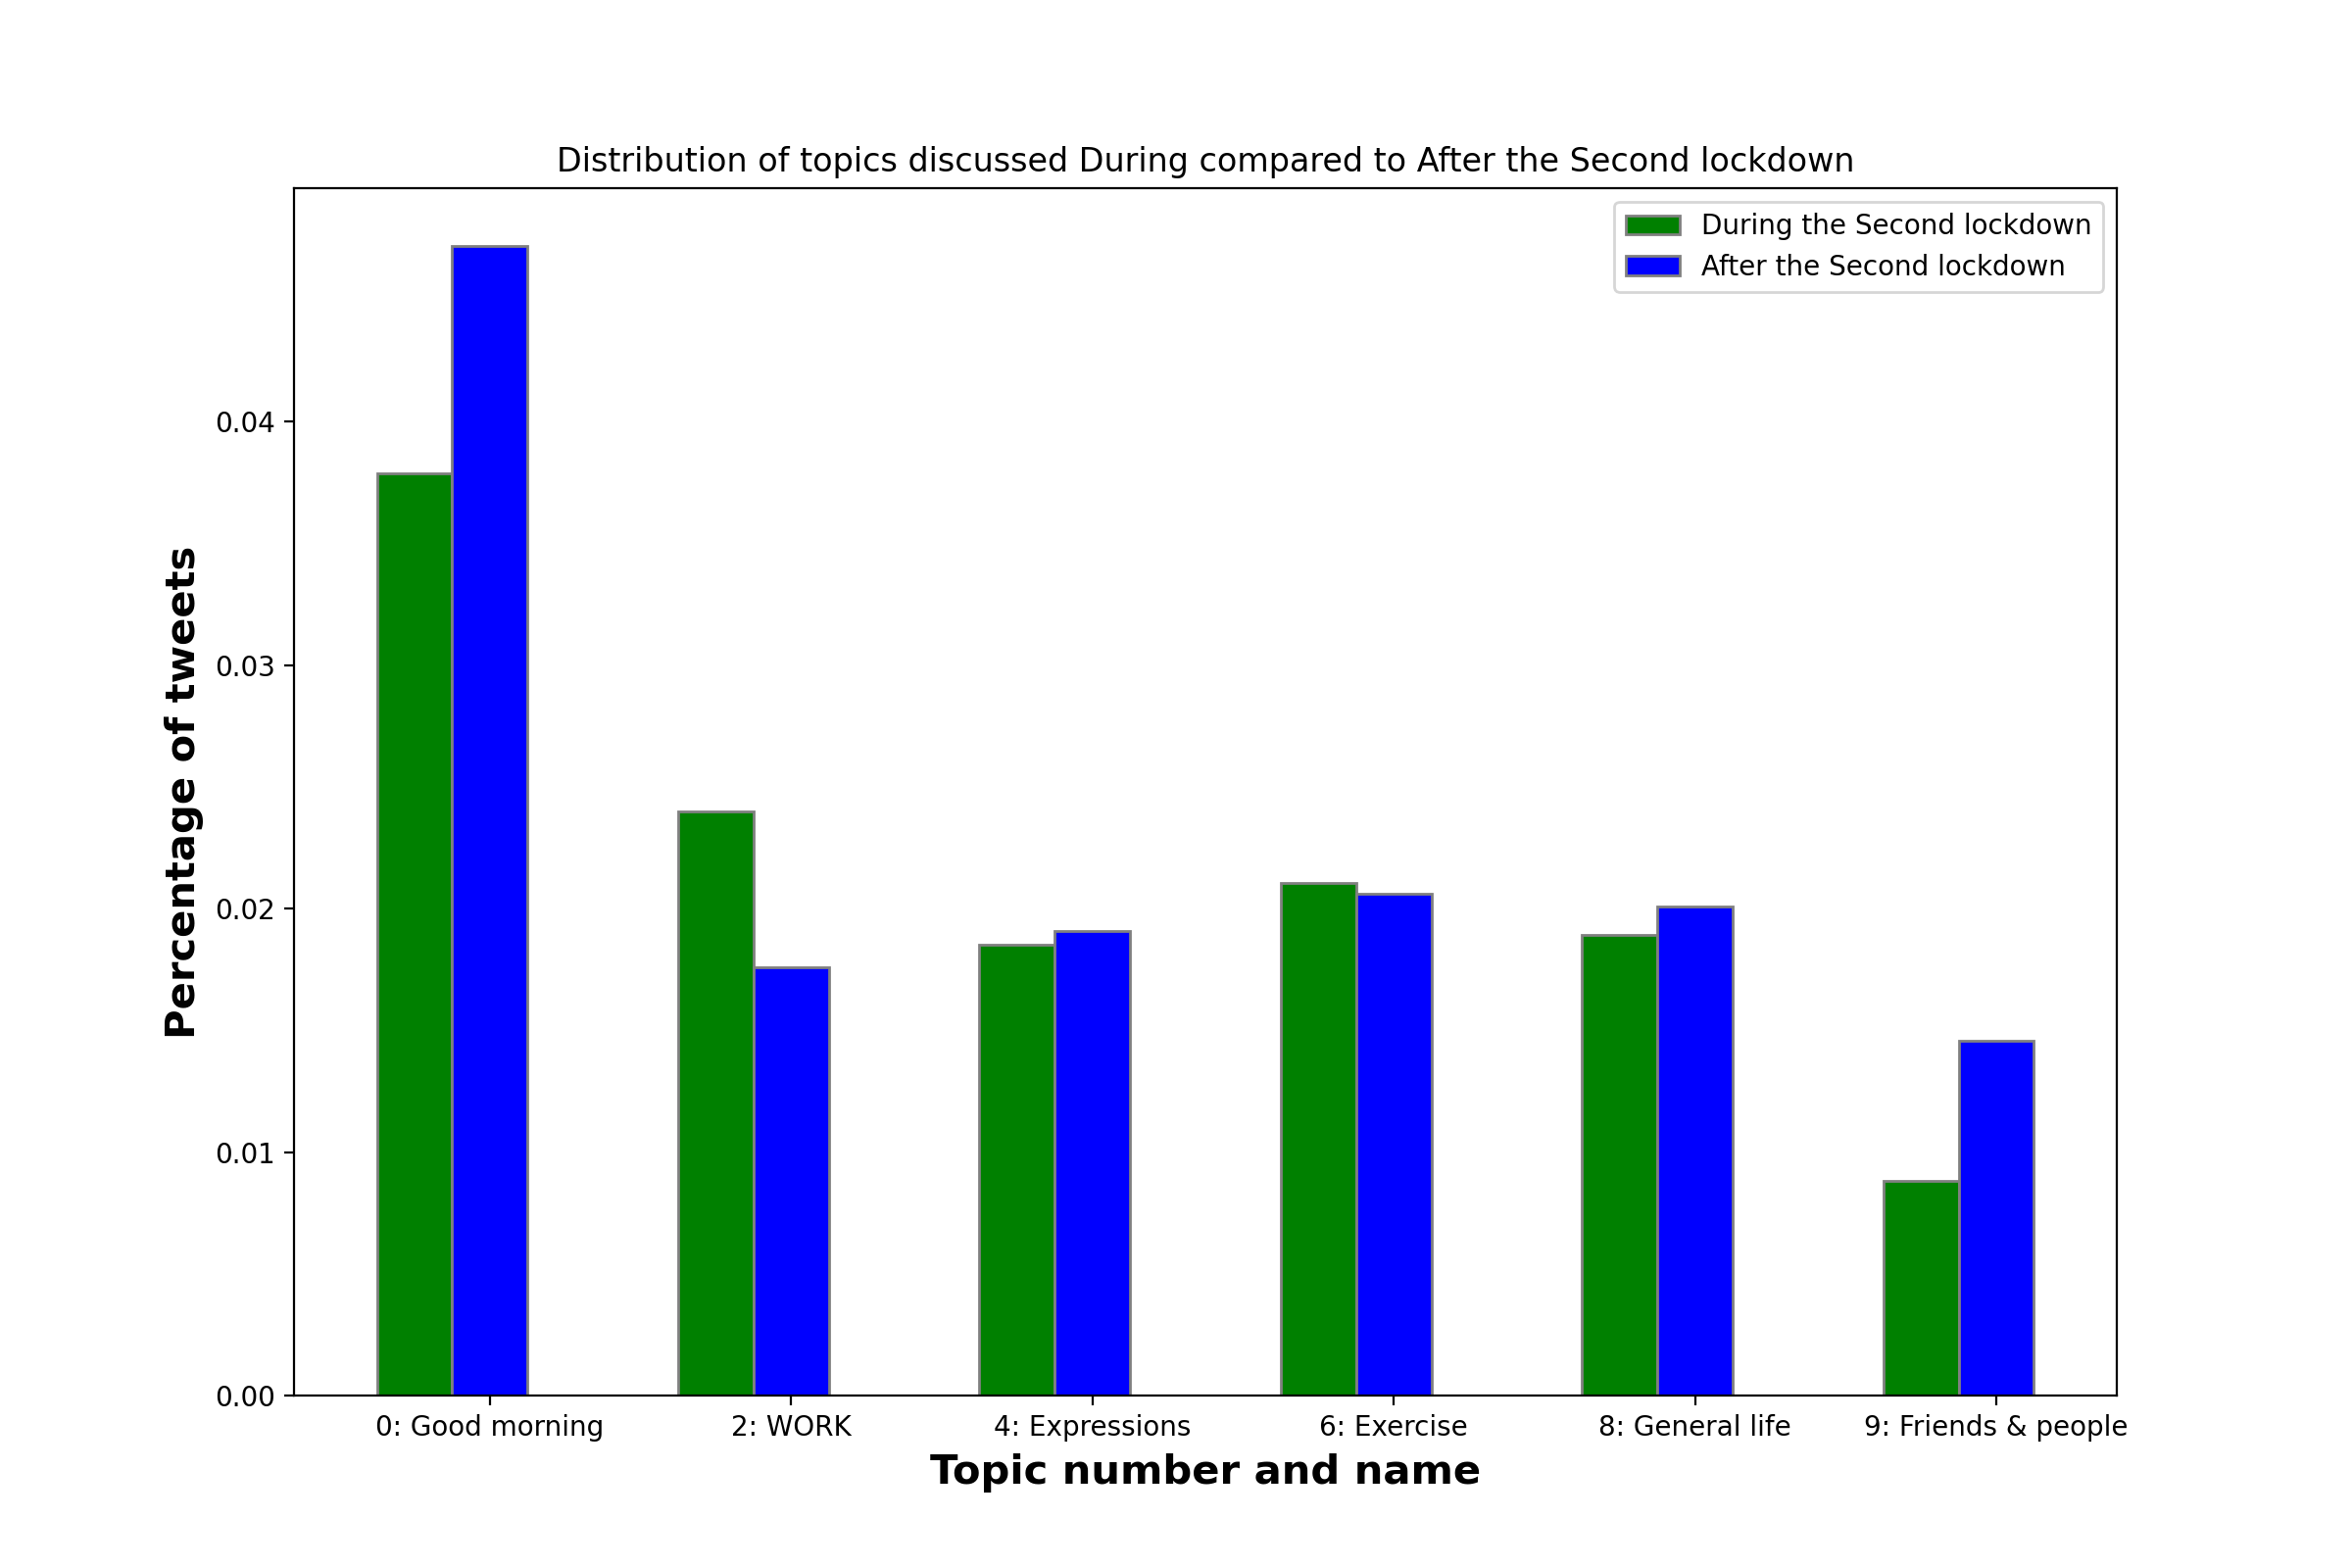 Distribution of topics discussed During compared to After the Second lockdown
During the Second lockdown
After the Second lockdown
Percentage of tweets
0.04
0.03
0.02
0.01
0.00
0: Good morning
2: WORK
4: Expressions
6: Exercise
8: General life
9: Friends & people
Topic number and name